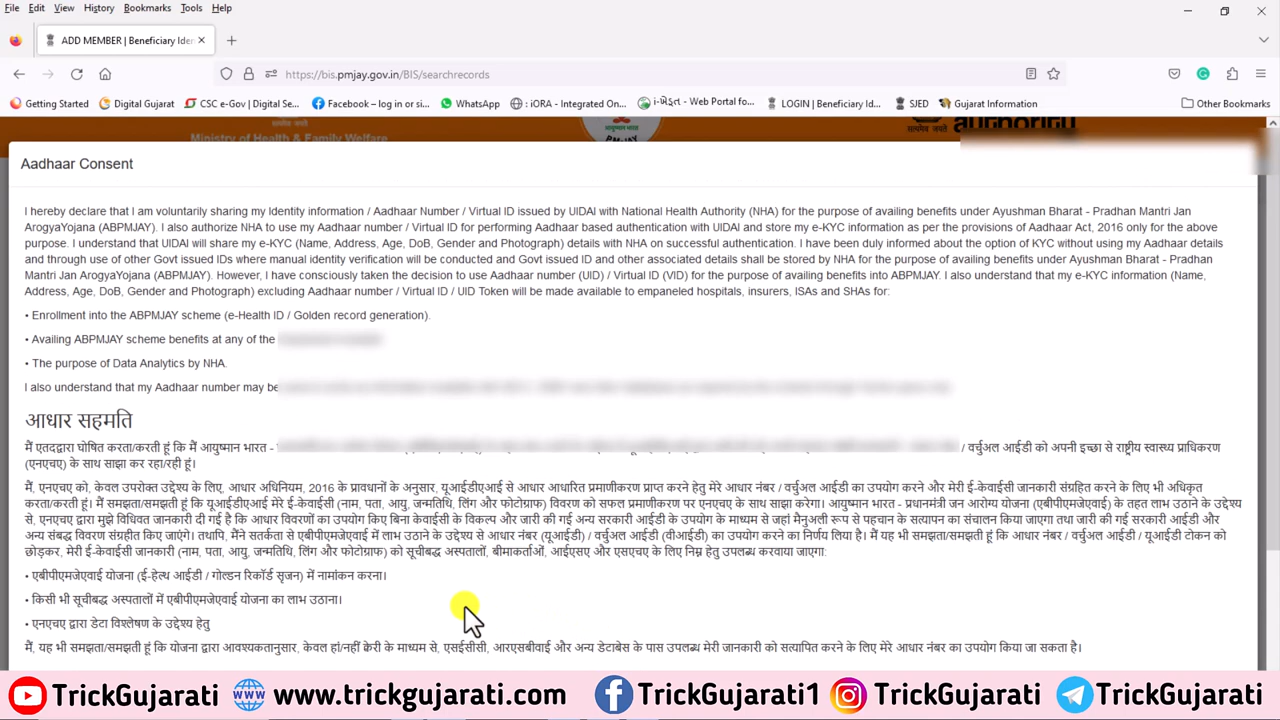 File Edit View History Bookmarks Tools Help
ADD MEMBER | Beneficiary Iden
https://bis.pmjay.gov.in/BIS/searchrecords
Getting Started Digital Gujarat CSC e-Gov | Digital Se... Facebook – log in or si... WhatsApp : iORA - Integrated On... i-ખેડૂત - Web Portal fo... LOGIN | Beneficiary Id... SJED Gujarat Information Other Bookmarks
Ministry of Health & Family Welfare
सत्यमेव जयते authority
Aadhaar Consent
I hereby declare that I am voluntarily sharing my Identity information / Aadhaar Number / Virtual ID issued by UIDAI with National Health Authority (NHA) for the purpose of availing benefits under Ayushman Bharat - Pradhan Mantri Jan
ArogyaYojana (ABPMJAY). I also authorize NHA to use my Aadhaar number / Virtual ID for performing Aadhaar based authentication with UIDAI and store my e-KYC information as per the provisions of Aadhaar Act, 2016 only for the above
purpose. I understand that UIDAI will share my e-KYC (Name, Address, Age, DoB, Gender and Photograph) details with NHA on successful authentication. I have been duly informed about the option of KYC without using my Aadhaar details
and through use of other Govt issued IDs where manual identity verification will be conducted and Govt issued ID and other associated details shall be stored by NHA for the purpose of availing benefits under Ayushman Bharat - Pradhan
Mantri Jan ArogyaYojana (ABPMJAY). However, I have consciously taken the decision to use Aadhaar number (UID) / Virtual ID (VID) for the purpose of availing benefits into ABPMJAY. I also understand that my e-KYC information (Name,
Address, Age, DoB, Gender and Photograph) excluding Aadhaar number / Virtual ID / UID Token will be made available to empaneled hospitals, insurers, ISAs and SHAs for:
• Enrollment into the ABPMJAY scheme (e-Health ID / Golden record generation).
• Availing ABPMJAY scheme benefits at any of the
• The purpose of Data Analytics by NHA.
I also understand that my Aadhaar number may be
आधार सहमति
मैं एतदद्वारा घोषित करता/करती हूं कि मैं आयुष्मान भारत - / वर्चुअल आईडी को अपनी इच्छा से राष्ट्रीय स्वास्थ्य प्राधिकरण
(एनएचए) के साथ साझा कर रहा/रही हूं।
मैं, एनएचए को, केवल उपरोक्त उद्देश्य के लिए, आधार अधिनियम, 2016 के प्रावधानों के अनुसार, यूआईडीएआई से आधार आधारित प्रमाणीकरण प्राप्त करने हेतु मेरे आधार नंबर / वर्चुअल आईडी का उपयोग करने और मेरी ई-केवाईसी जानकारी संग्रहित करने के लिए भी अधिकृत
करता/करती हूं। मैं समझता/समझती हूं कि यूआईडीएआई मेरे ई-केवाईसी (नाम, पता, आयु, जन्मतिथि, लिंग और फोटोग्राफ) विवरण को सफल प्रमाणीकरण पर एनएचए के साथ साझा करेगा। आयुष्मान भारत - प्रधानमंत्री जन आरोग्य योजना (एबीपीएमजेएवाई) के तहत लाभ उठाने के उद्देश्य
से, एनएचए द्वारा मुझे विधिवत जानकारी दी गई है कि आधार विवरणों का उपयोग किए बिना केवाईसी के विकल्प और जारी की गई अन्य सरकारी आईडी के उपयोग के माध्यम से जहां मैनुअली रूप से पहचान के सत्यापन का संचालन किया जाएगा तथा जारी की गई सरकारी आईडी और
अन्य संबद्ध विवरण संग्रहीत किए जाएंगे। तथापि, मैंने सतर्कता से एबीपीएमजेएवाई में लाभ उठाने के उद्देश्य से आधार नंबर (यूआईडी) / वर्चुअल आईडी (वीआईडी) का उपयोग करने का निर्णय लिया है। मैं यह भी समझता/समझती हूं कि आधार नंबर / वर्चुअल आईडी / यूआईडी टोकन को
छोड़कर, मेरी ई-केवाईसी जानकारी (नाम, पता, आयु, जन्मतिथि, लिंग और फोटोग्राफ) को सूचीबद्ध अस्पतालों, बीमाकर्ताओं, आईएसए और एसएचए के लिए निम्न हेतु उपलब्ध करवाया जाएगा:
• एबीपीएमजेएवाई योजना (ई-हेल्थ आईडी / गोल्डन रिकॉर्ड सृजन) में नामांकन करना।
• किसी भी सूचीबद्ध अस्पतालों में एबीपीएमजेएवाई योजना का लाभ उठाना।
• एनएचए द्वारा डेटा विश्लेषण के उद्देश्य हेतु
मैं, यह भी समझता/समझती हूं कि योजना द्वारा आवश्यकतानुसार, केवल हां/नहीं क्वेरी के माध्यम से, एसईसीसी, आरएसबीवाई और अन्य डेटाबेस के पास उपलब्ध मेरी जानकारी को सत्यापित करने के लिए मेरे आधार नंबर का उपयोग किया जा सकता है।
TrickGujarati www.trickgujarati.com TrickGujarati1 TrickGujarati TrickGujarati